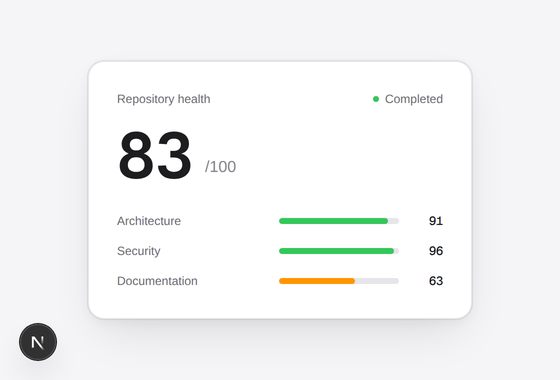 Repository health
Completed
83 /100
Architecture 91
Security 96
Documentation 63
N